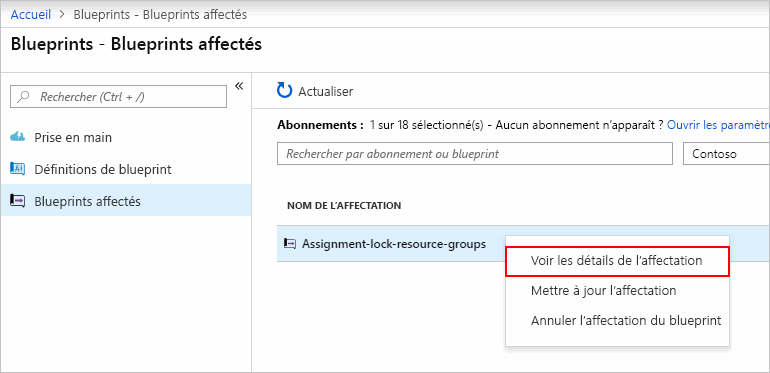 Accueil > Blueprints - Blueprints affectés
Blueprints - Blueprints affectés
Rechercher (Ctrl + /)
«
Prise en main
Définitions de blueprint
Blueprints affectés
Actualiser
Abonnements : 1 sur 18 sélectionné(s) – Aucun abonnement n’apparaît ? Ouvrir les paramètre
Rechercher par abonnement ou blueprint
Contoso
NOM DE L’AFFECTATION
Assignment-lock-resource-groups
Voir les détails de l’affectation
Mettre à jour l’affectation
Annuler l’affectation du blueprint